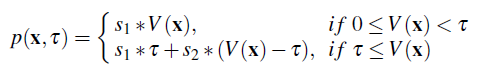 p(x, τ) = { s₁ * V(x), if 0 ≤ V(x) < τ
s₁ * τ + s₂ * (V(x) − τ), if τ ≤ V(x)